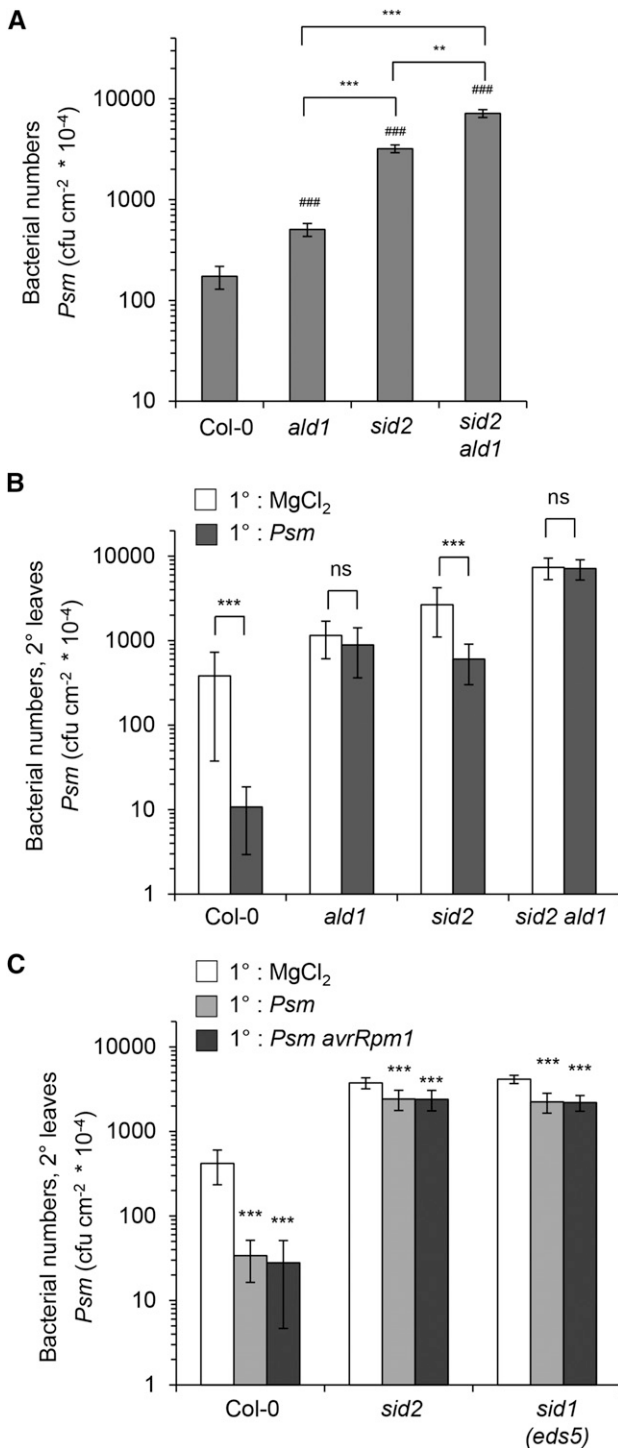 A
***
***
**
###
###
###
Bacterial numbers
Psm (cfu cm⁻² * 10⁻⁴)
10000
1000
100
10
Col-0
ald1
sid2
sid2
ald1
B
1° : MgCl₂
1° : Psm
***
ns
***
ns
Bacterial numbers, 2° leaves
Psm (cfu cm⁻² * 10⁻⁴)
10000
1000
100
10
1
Col-0
ald1
sid2
sid2 ald1
C
1° : MgCl₂
1° : Psm
1° : Psm avrRpm1
*** ***
*** ***
*** ***
Bacterial numbers, 2° leaves
Psm (cfu cm⁻² * 10⁻⁴)
10000
1000
100
10
1
Col-0
sid2
sid1
(eds5)